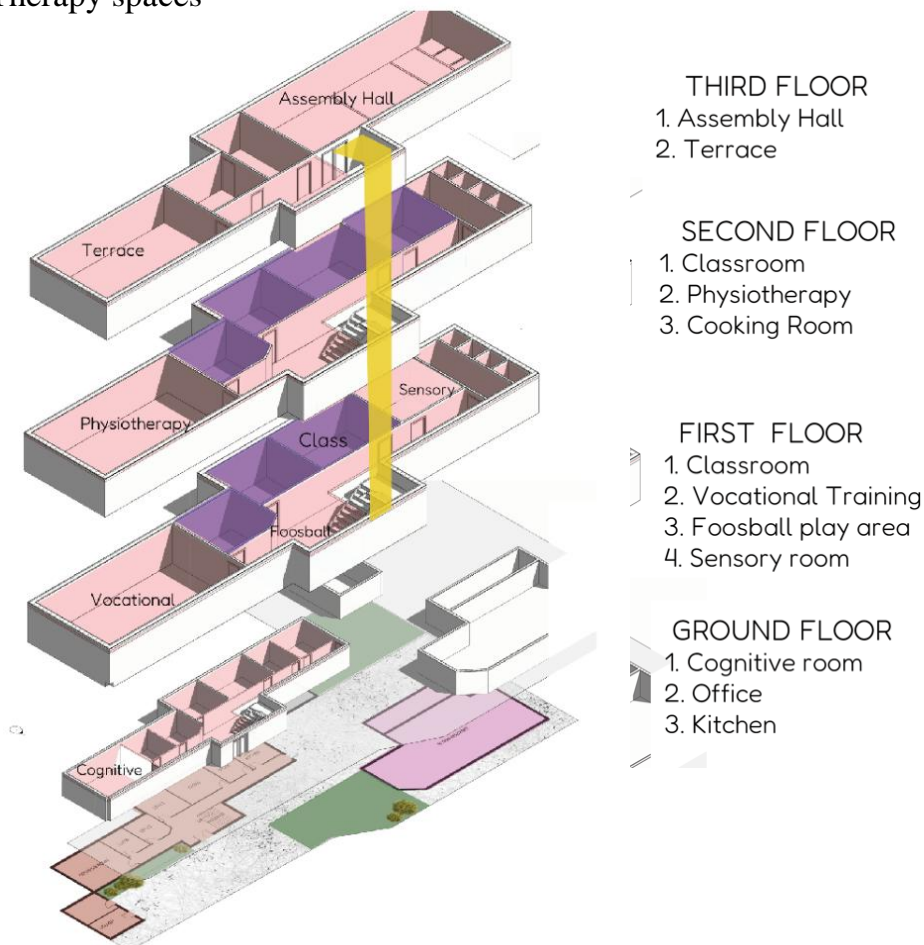 Therapy spaces
Assembly Hall
Terrace
Physiotherapy
Sensory
Class
Foosball
Vocational
Cognitive
THIRD FLOOR
1. Assembly Hall
2. Terrace
SECOND FLOOR
1. Classroom
2. Physiotherapy
3. Cooking Room
FIRST FLOOR
1. Classroom
2. Vocational Training
3. Foosball play area
4. Sensory room
GROUND FLOOR
1. Cognitive room
2. Office
3. Kitchen